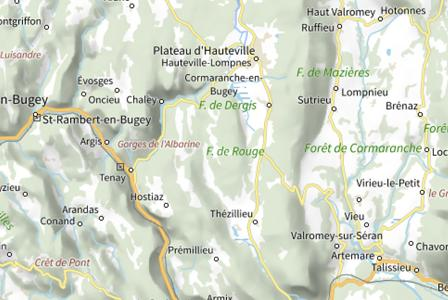 Haut Valromey
Hotonnes
Ruffieu
Plateau d'Hauteville
Hauteville-Lompnes
Luisandre
Cormaranche-en-
Bugey
F. de Mazières
Évosges
Oncieu
Chaley
F. de Dergis
Lompnieu
Sutrieu
Brénaz
n-Bugey
St-Rambert-en-Bugey
Argis
Gorges de l'Albarine
F. de Rouge
Forêt de Cormaranche
Tenay
Hostiaz
Virieu-le-Petit
Arandas
Conand
Thézillieu
Vieu
Valromey-sur-Séran
Prémillieu
Artemare
Talissieu
Crêt de Pont
Armix